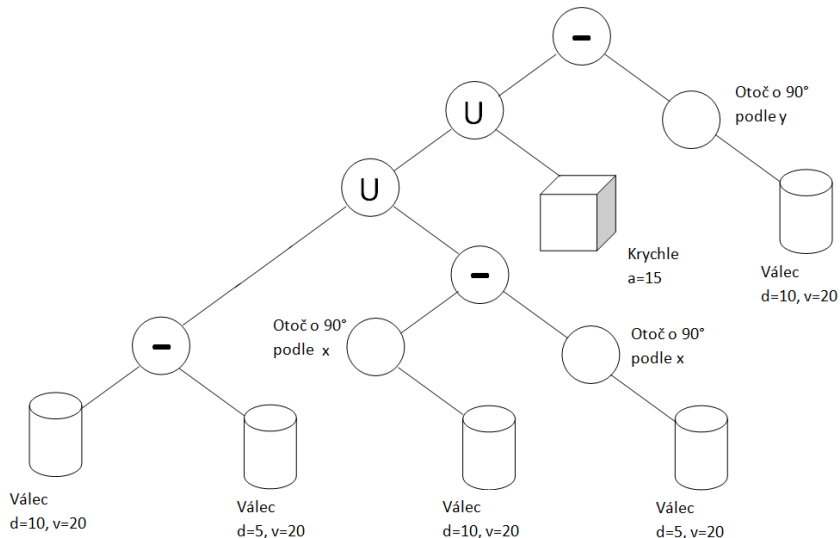 −
Otoč o 90°
podle y
U
U
Krychle
a=15
Válec
d=10, v=20
−
Otoč o 90°
podle x
Otoč o 90°
podle x
−
Válec
d=10, v=20
Válec
d=5, v=20
Válec
d=10, v=20
Válec
d=5, v=20